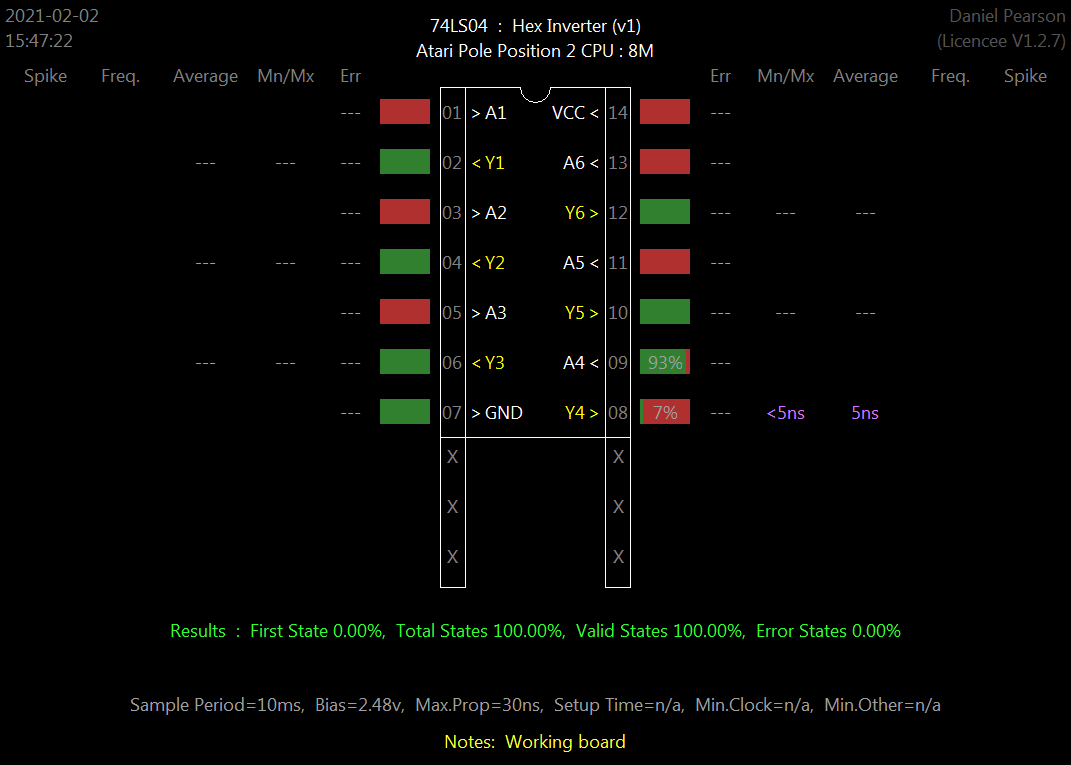 2021-02-02 74LS04 : Hex Inverter (v1) Daniel Pearson
15:47:22 Atari Pole Position 2 CPU : 8M (Licencee V1.2.7)
Spike Freq. Average Mn/Mx Err Err Mn/Mx Average Freq. Spike
--- 01 > A1 VCC < 14 ---
--- --- --- 02 < Y1 A6 < 13 ---
--- 03 > A2 Y6 > 12 --- --- ---
--- --- --- 04 < Y2 A5 < 11 ---
--- 05 > A3 Y5 > 10 --- --- ---
--- --- --- 06 < Y3 A4 < 09 93% ---
--- 07 > GND Y4 > 08 7% --- <5ns 5ns
X X
X X
X X
Results : First State 0.00%, Total States 100.00%, Valid States 100.00%, Error States 0.00%
Sample Period=10ms, Bias=2.48v, Max.Prop=30ns, Setup Time=n/a, Min.Clock=n/a, Min.Other=n/a
Notes: Working board